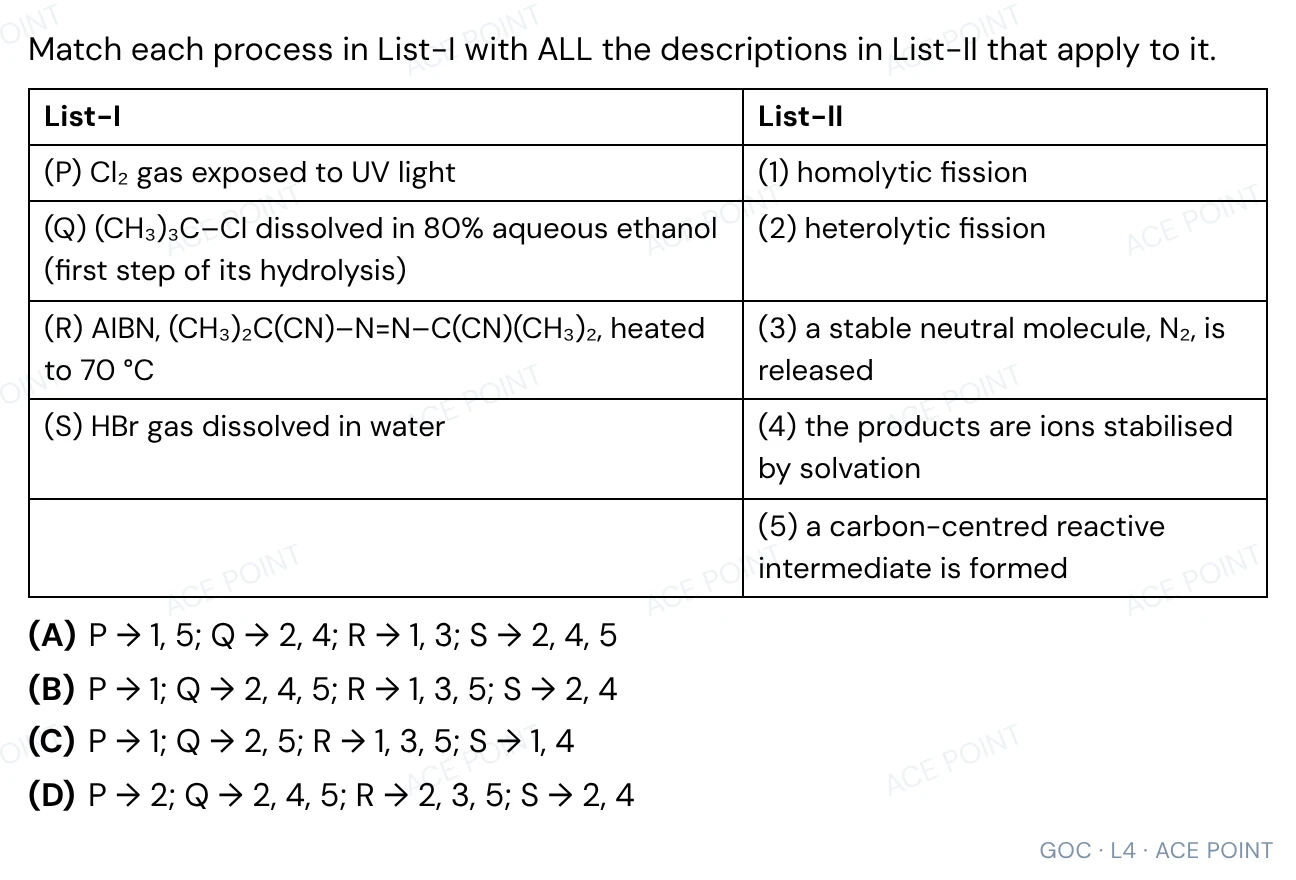 Match each process in List-I with ALL the descriptions in List-II that apply to it.
List-I List-II
(P) Cl₂ gas exposed to UV light (1) homolytic fission
(Q) (CH₃)₃C–Cl dissolved in 80% aqueous ethanol (2) heterolytic fission
(first step of its hydrolysis)
(R) AIBN, (CH₃)₂C(CN)–N=N–C(CN)(CH₃)₂, heated (3) a stable neutral molecule, N₂, is
to 70 °C released
(S) HBr gas dissolved in water (4) the products are ions stabilised
by solvation
(5) a carbon-centred reactive
intermediate is formed
(A) P → 1, 5; Q → 2, 4; R → 1, 3; S → 2, 4, 5
(B) P → 1; Q → 2, 4, 5; R → 1, 3, 5; S → 2, 4
(C) P → 1; Q → 2, 5; R → 1, 3, 5; S → 1, 4
(D) P → 2; Q → 2, 4, 5; R → 2, 3, 5; S → 2, 4
GOC · L4 · ACE POINT